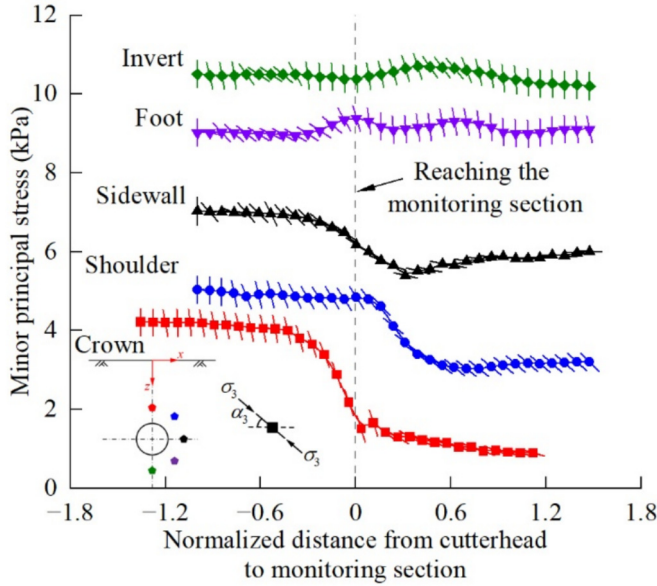 12
10
8
6
4
2
0
Minor principal stress (kPa)
Invert
Foot
Reaching the
monitoring section
Sidewall
Shoulder
Crown
x
z
σ3
α3
σ3
−1.8
−1.2
−0.6
0
0.6
1.2
1.8
Normalized distance from cutterhead
to monitoring section